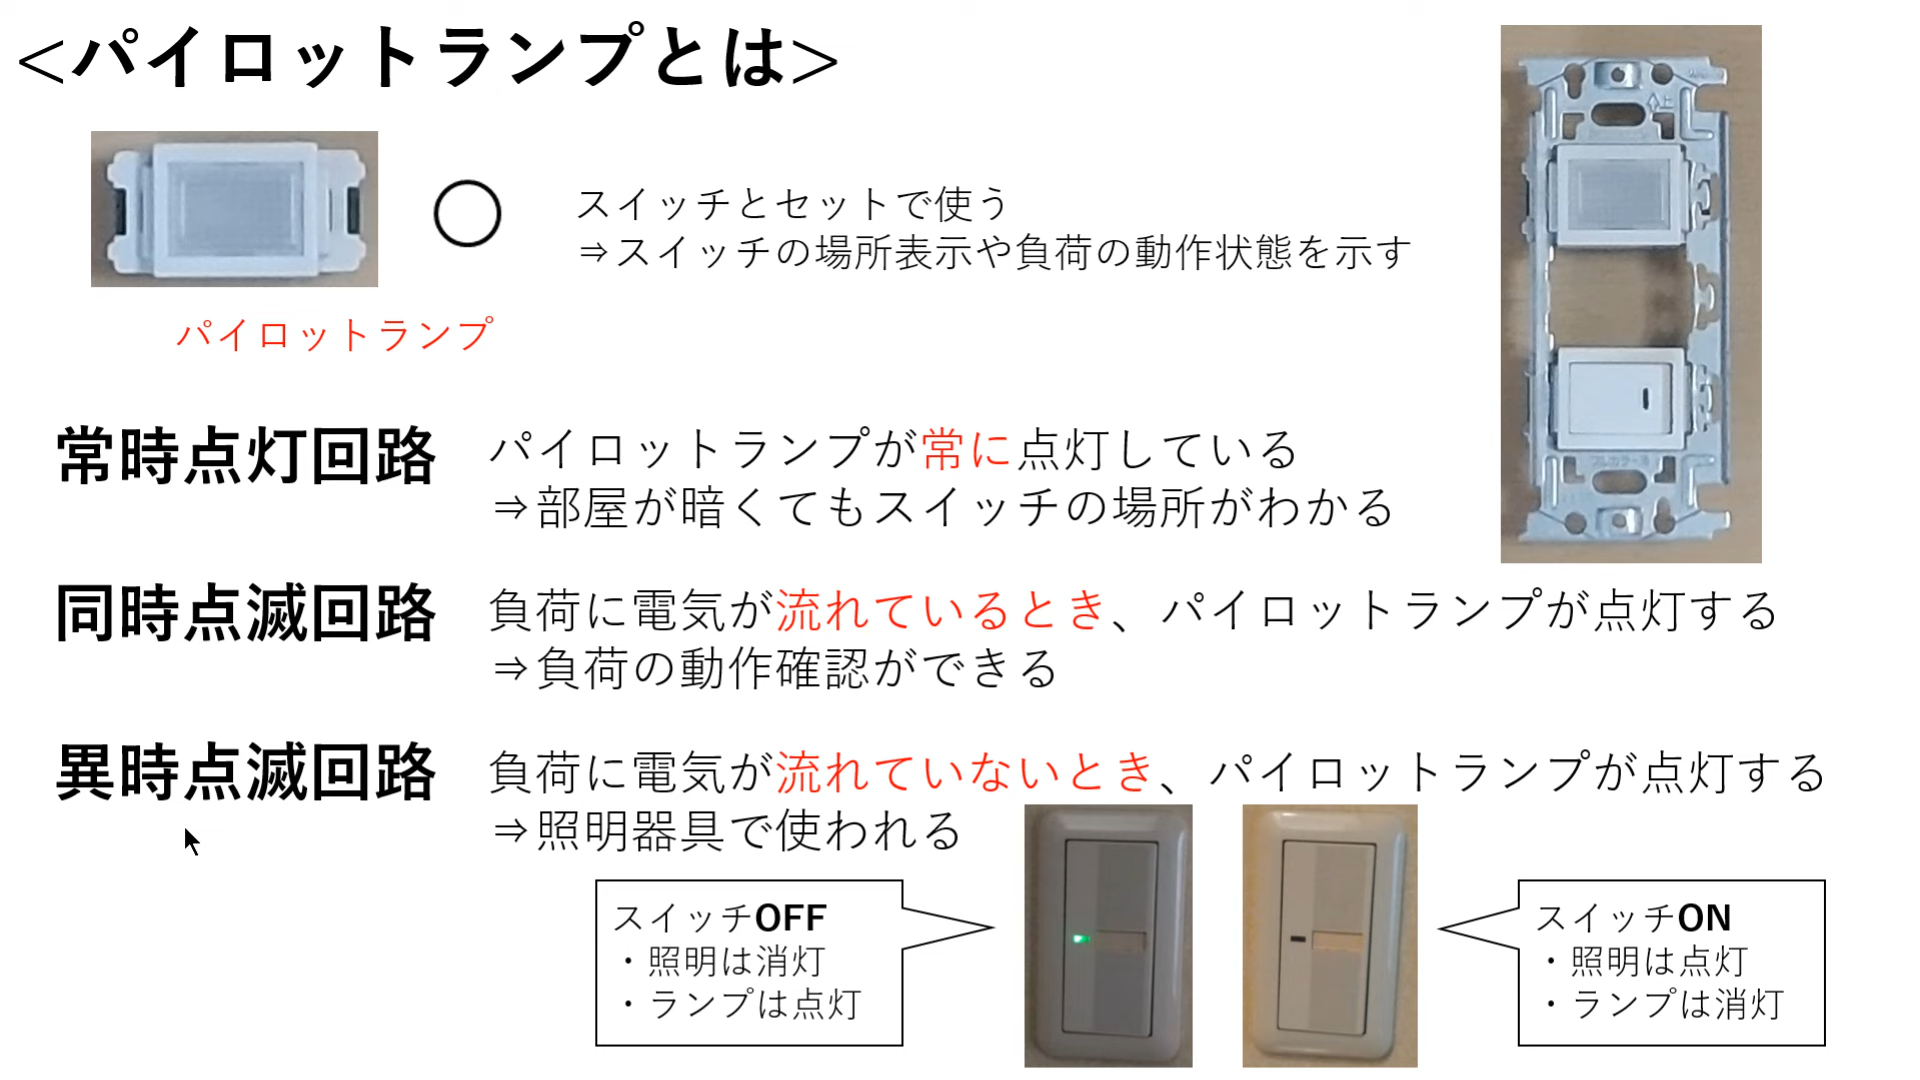 <パイロットランプとは>
スイッチとセットで使う
⇒スイッチの場所表示や負荷の動作状態を示す
パイロットランプ
常時点灯回路
パイロットランプが常に点灯している
⇒部屋が暗くてもスイッチの場所がわかる
同時点滅回路
負荷に電気が流れているとき、パイロットランプが点灯する
⇒負荷の動作確認ができる
異時点滅回路
負荷に電気が流れていないとき、パイロットランプが点灯する
⇒照明器具で使われる
スイッチOFF
・照明は消灯
・ランプは点灯
スイッチON
・照明は点灯
・ランプは消灯
上